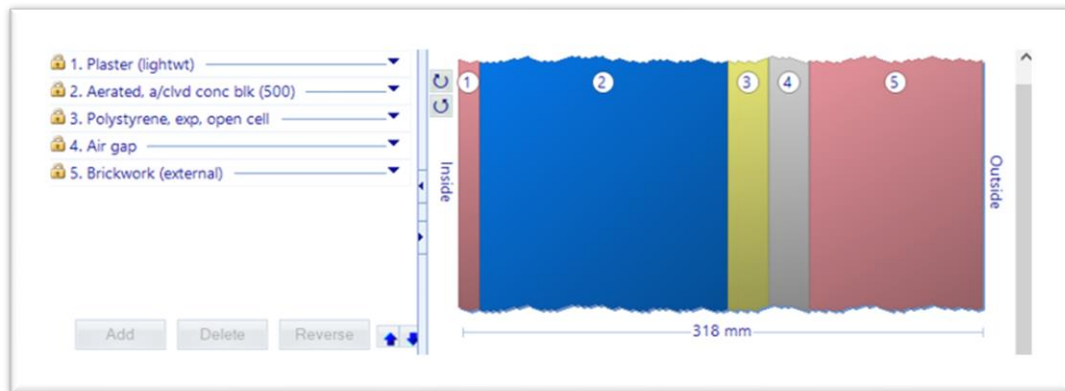 1. Plaster (lightwt)
2. Aerated, a/clvd conc blk (500)
3. Polystyrene, exp, open cell
4. Air gap
5. Brickwork (external)
Add Delete Reverse
Inside
1 2 3 4 5
Outside
318 mm